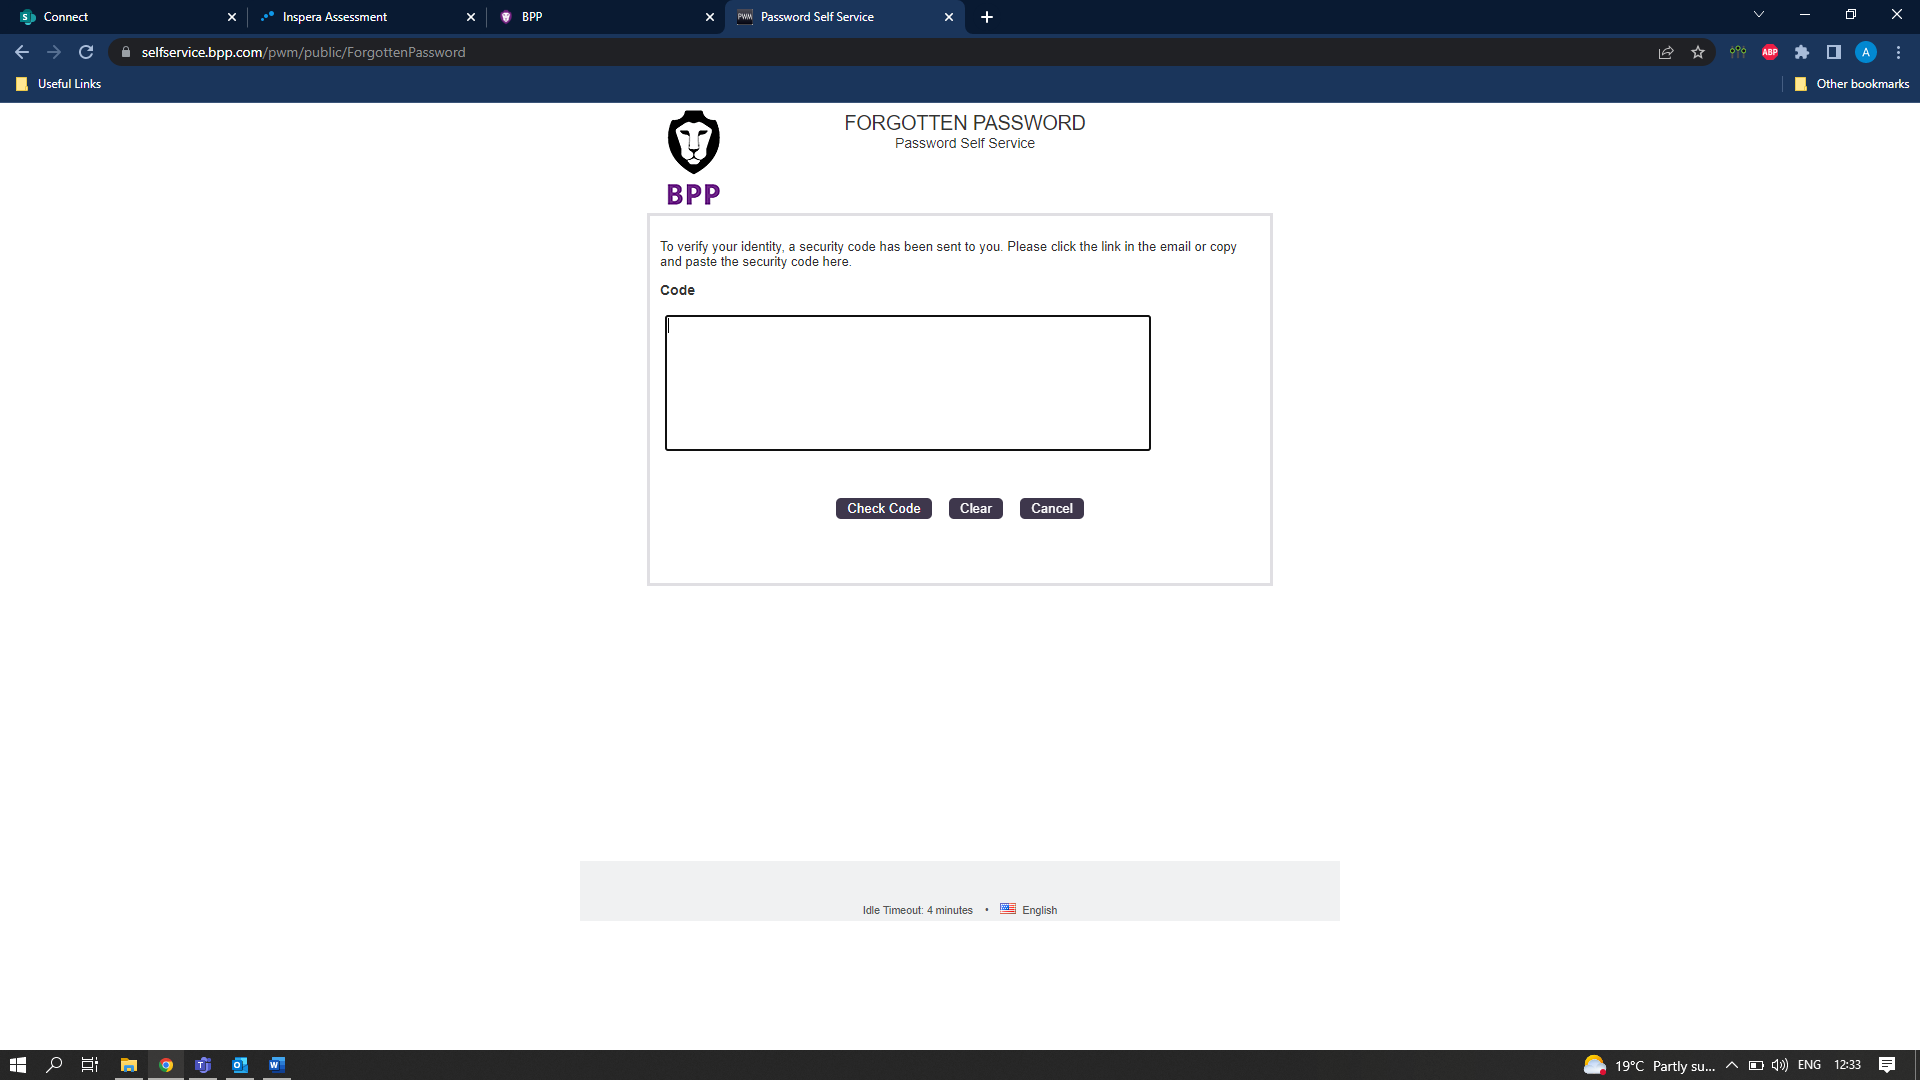 Connect
Inspera Assessment
BPP
PWM Password Self Service
selfservice.bpp.com/pwm/public/ForgottenPassword
ABP
A
Useful Links
Other bookmarks
BPP
FORGOTTEN PASSWORD
Password Self Service
To verify your identity, a security code has been sent to you. Please click the link in the email or copy
and paste the security code here.
Code
Check Code
Clear
Cancel
Idle Timeout: 4 minutes • English
19°C Partly su...
ENG
12:33